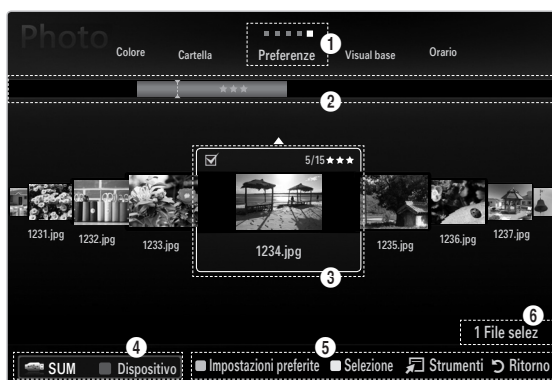 Photo
Colore Cartella Preferenze Visual base Orario
1
★★★
2
5/15★★★
1231.jpg 1232.jpg 1233.jpg 1234.jpg 1235.jpg 1236.jpg 1237.jpg
3
1 File selez
6
4
5
SUM Dispositivo
Impostazioni preferite Selezione Strumenti Ritorno